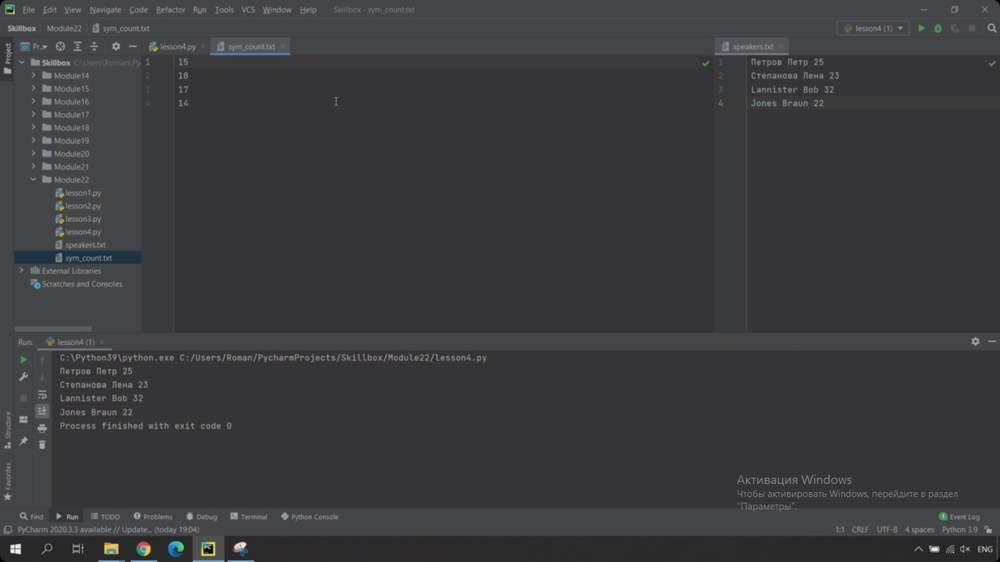 File Edit View Navigate Code Refactor Run Tools VCS Window Help Skillbox - sym_count.txt
Skillbox Module22 sym_count.txt lesson4 (1)
Project
Pr... lesson4.py sym_count.txt speakers.txt
Skillbox C:\Users\Roman\Py
Module14
Module15
Module16
Module17
Module18
Module19
Module20
Module21
Module22
lesson1.py
lesson2.py
lesson3.py
lesson4.py
speakers.txt
sym_count.txt
External Libraries
Scratches and Consoles
1 15
2 18
3 17
4 14
1 Петров Петр 25
2 Степанова Лена 23
3 Lannister Bob 32
4 Jones Braun 22
Run: lesson4 (1)
C:\Python39\python.exe C:/Users/Roman/PycharmProjects/Skillbox/Module22/lesson4.py
Петров Петр 25
Степанова Лена 23
Lannister Bob 32
Jones Braun 22
Process finished with exit code 0
Structure
Favorites
Активация Windows
Чтобы активировать Windows, перейдите в раздел
"Параметры".
Find Run TODO Problems Debug Terminal Python Console 1 Event Log
PyCharm 2020.3.3 available // Update... (today 19:04) 1:1 CRLF UTF-8 4 spaces Python 3.9
PC ENG